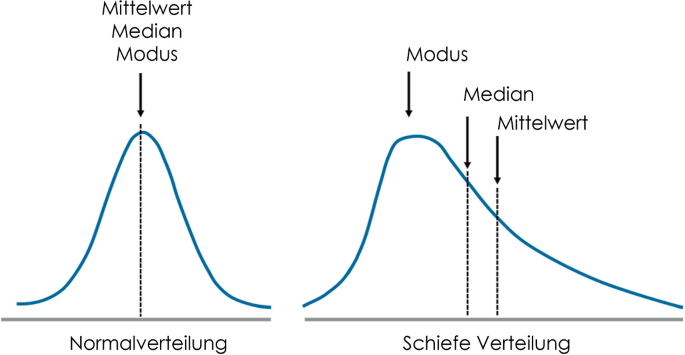 Mittelwert
Median
Modus
Modus
Median
Mittelwert
Normalverteilung
Schiefe Verteilung